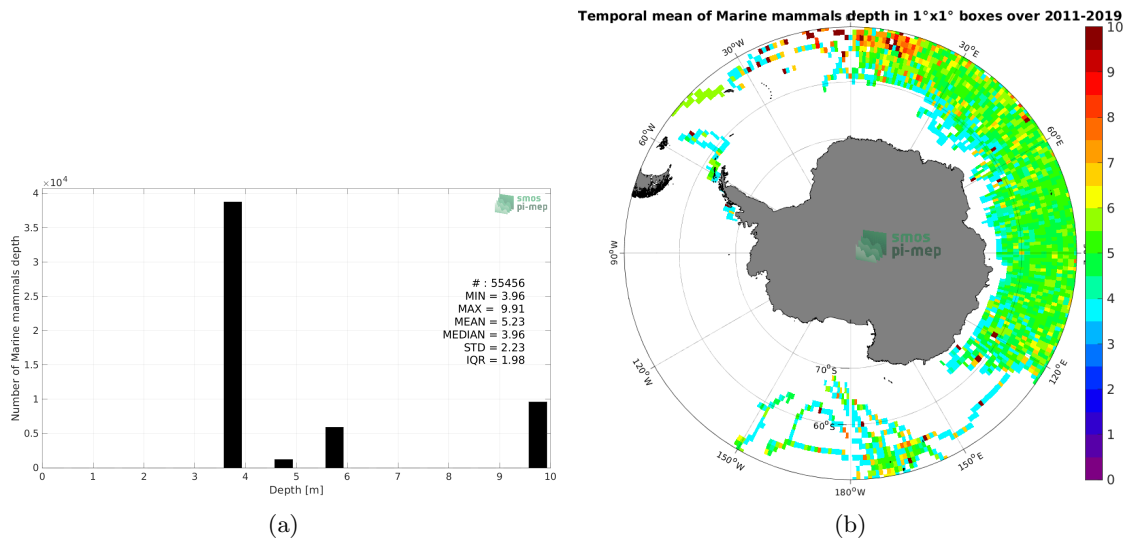 ×10⁴
4
3.5
3
2.5
2
1.5
1
0.5
0
Number of Marine mammals depth
smos
pi-mep
# : 55456
MIN = 3.96
MAX = 9.91
MEAN = 5.23
MEDIAN = 3.96
STD = 2.23
IQR = 1.98
0 1 2 3 4 5 6 7 8 9 10
Depth [m]
(a)
Temporal mean of Marine mammals depth in 1°x1° boxes over 2011-2019
30°W
30°E
60°W
60°E
90°W
smos
pi-mep
120°W
120°E
70°S
60°S
150°W
150°E
180°W
10
9
8
7
6
5
4
3
2
1
0
(b)